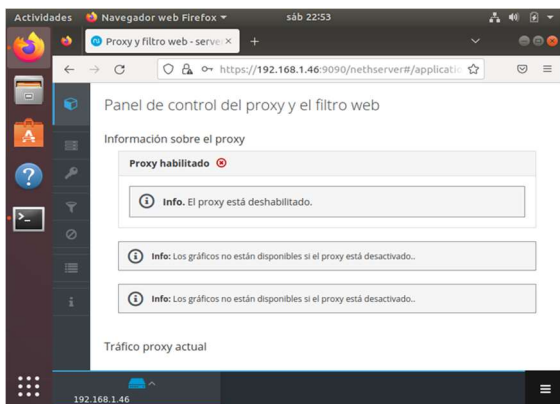 Actividades Navegador web Firefox sáb 22:53
Proxy y filtro web - serve
https://192.168.1.46:9090/nethserver#/applicatic
Panel de control del proxy y el filtro web
Información sobre el proxy
Proxy habilitado
Info. El proxy está deshabilitado.
Info: Los gráficos no están disponibles si el proxy está desactivado..
Info: Los gráficos no están disponibles si el proxy está desactivado..
Tráfico proxy actual
192.168.1.46